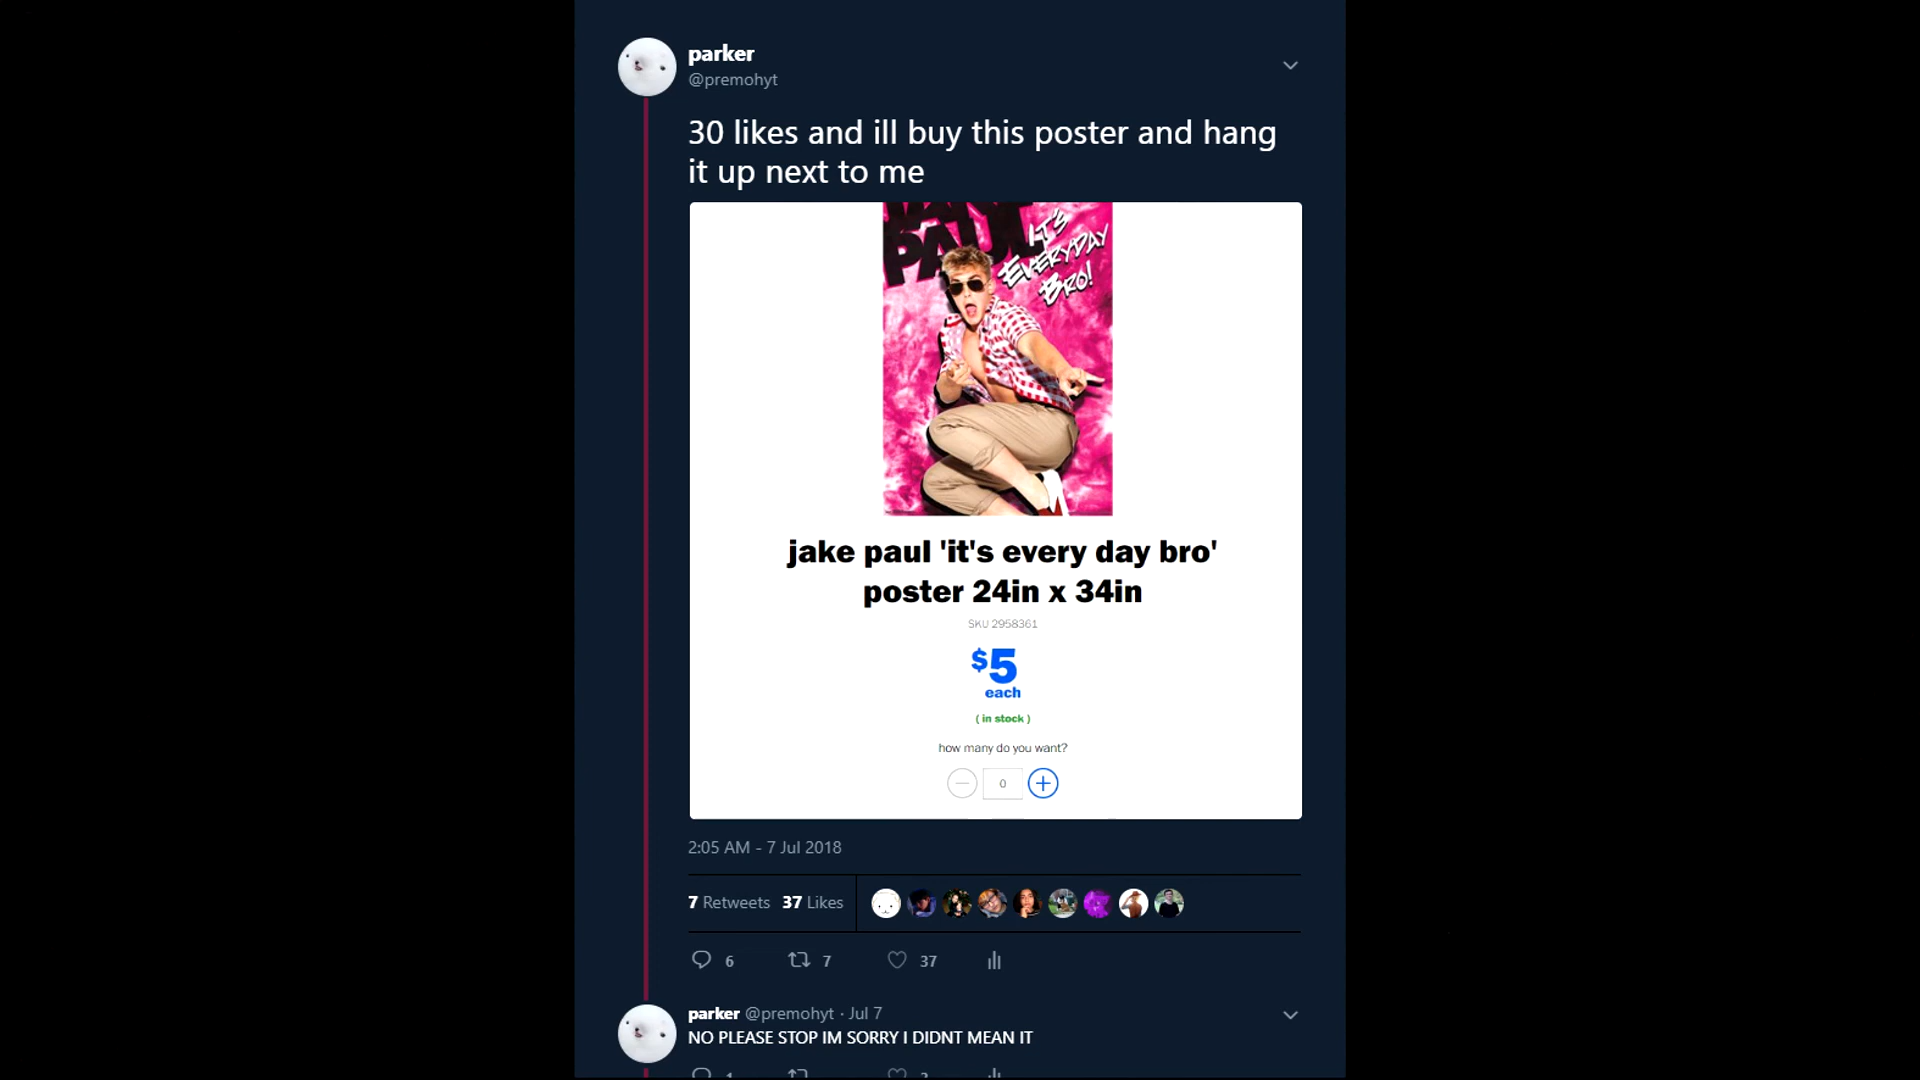 parker
@premohyt
30 likes and ill buy this poster and hang
it up next to me
PAUL
IT'S
EVERYDAY
BRO!
jake paul 'it's every day bro'
poster 24in x 34in
SKU 2958361
$5
each
( in stock )
how many do you want?
0
2:05 AM - 7 Jul 2018
7 Retweets 37 Likes
6 7 37
parker @premohyt · Jul 7
NO PLEASE STOP IM SORRY I DIDNT MEAN IT